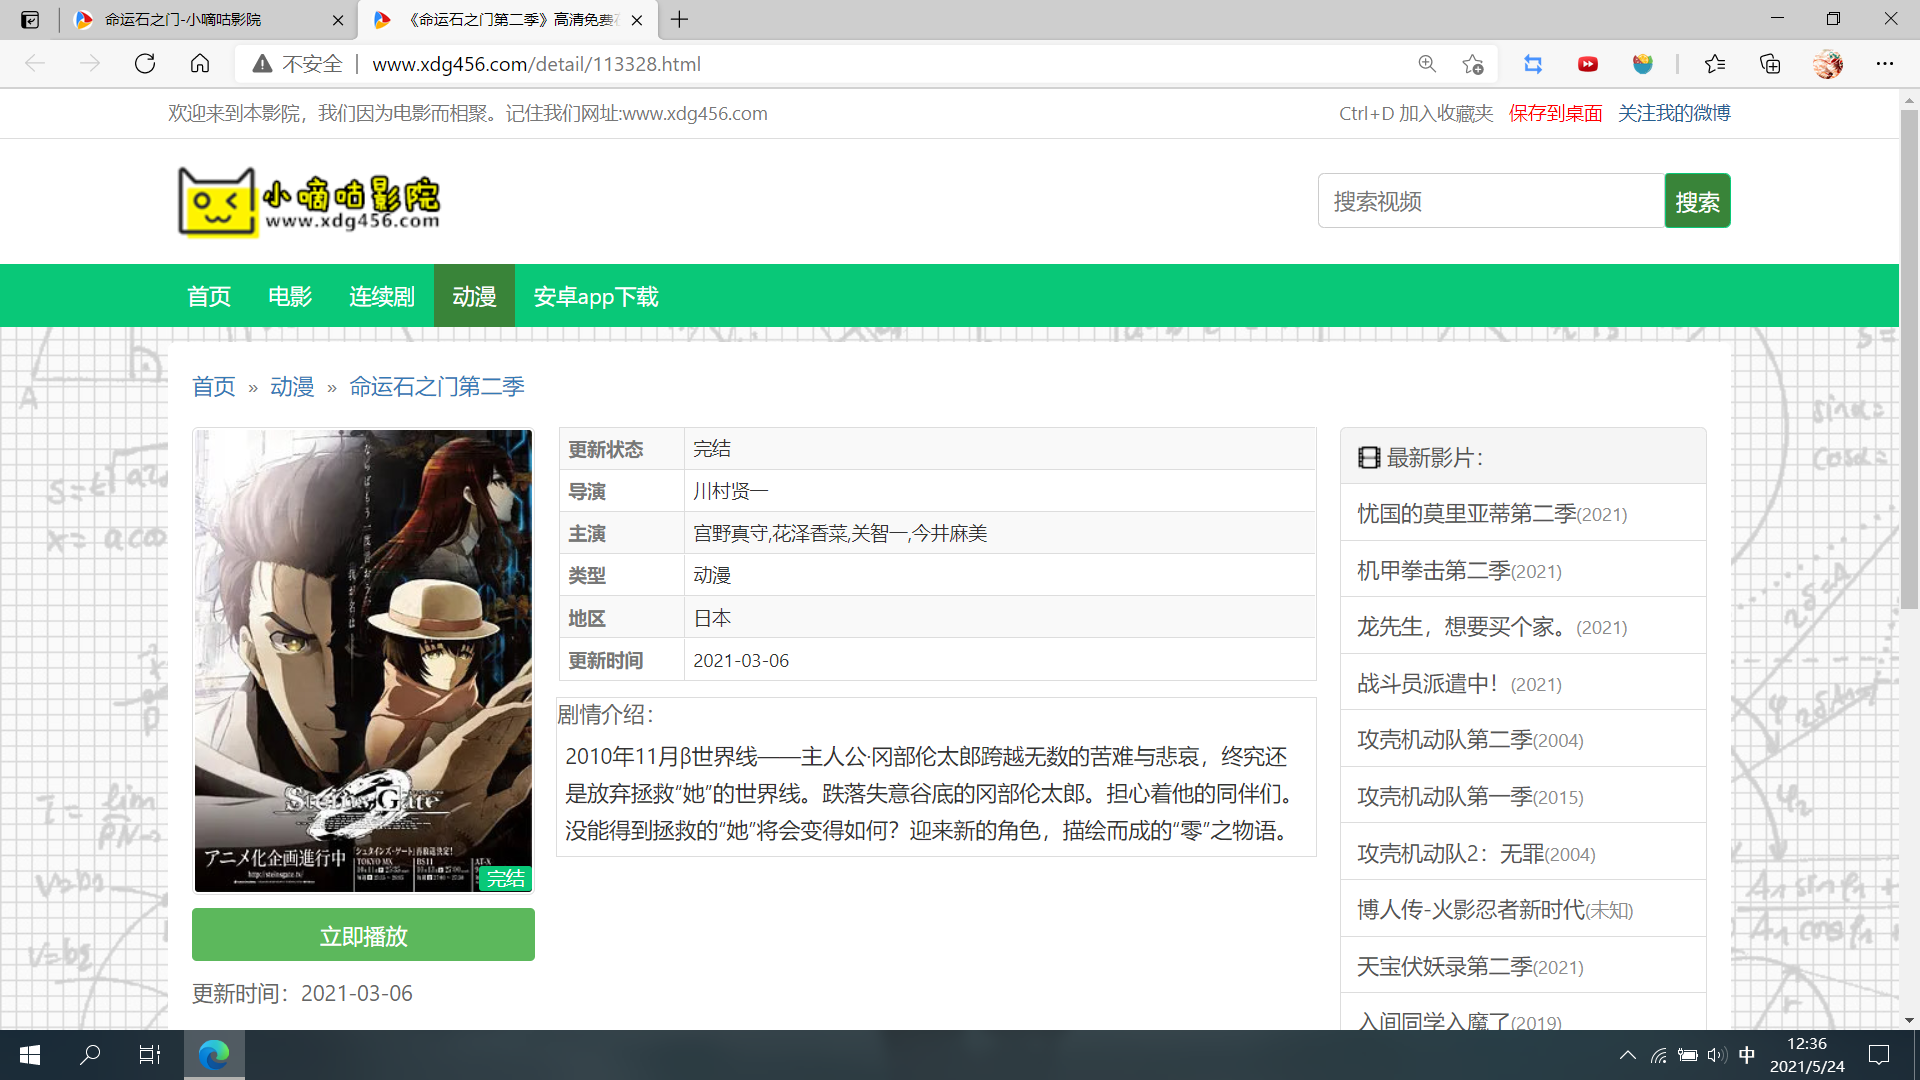 命运石之门-小嘀咕影院
《命运石之门第二季》高清免费
不安全
www.xdg456.com/detail/113328.html
欢迎来到本影院，我们因为电影而相聚。记住我们网址:www.xdg456.com
Ctrl+D 加入收藏夹 保存到桌面 关注我的微博
小嘀咕影院
www.xdg456.com
搜索视频
搜索
首页 电影 连续剧 动漫 安卓app下载
首页 » 动漫 » 命运石之门第二季
更新状态 完结
导演 川村贤一
主演 宫野真守,花泽香菜,关智一,今井麻美
类型 动漫
地区 日本
更新时间 2021-03-06
剧情介绍：
2010年11月β世界线——主人公·冈部伦太郎跨越无数的苦难与悲哀，终究还
是放弃拯救“她”的世界线。跌落失意谷底的冈部伦太郎。担心着他的同伴们。
没能得到拯救的“她”将会变得如何？迎来新的角色，描绘而成的“零”之物语。
Steins;Gate
アニメ化企画進行中
http://steinsgate.tv/
TOKYO MX
BS11
AT-X
完结
立即播放
更新时间：2021-03-06
最新影片：
忧国的莫里亚蒂第二季(2021)
机甲拳击第二季(2021)
龙先生，想要买个家。(2021)
战斗员派遣中！(2021)
攻壳机动队第二季(2004)
攻壳机动队第一季(2015)
攻壳机动队2：无罪(2004)
博人传-火影忍者新时代(未知)
天宝伏妖录第二季(2021)
入间同学入魔了(2019)
中
12:36
2021/5/24